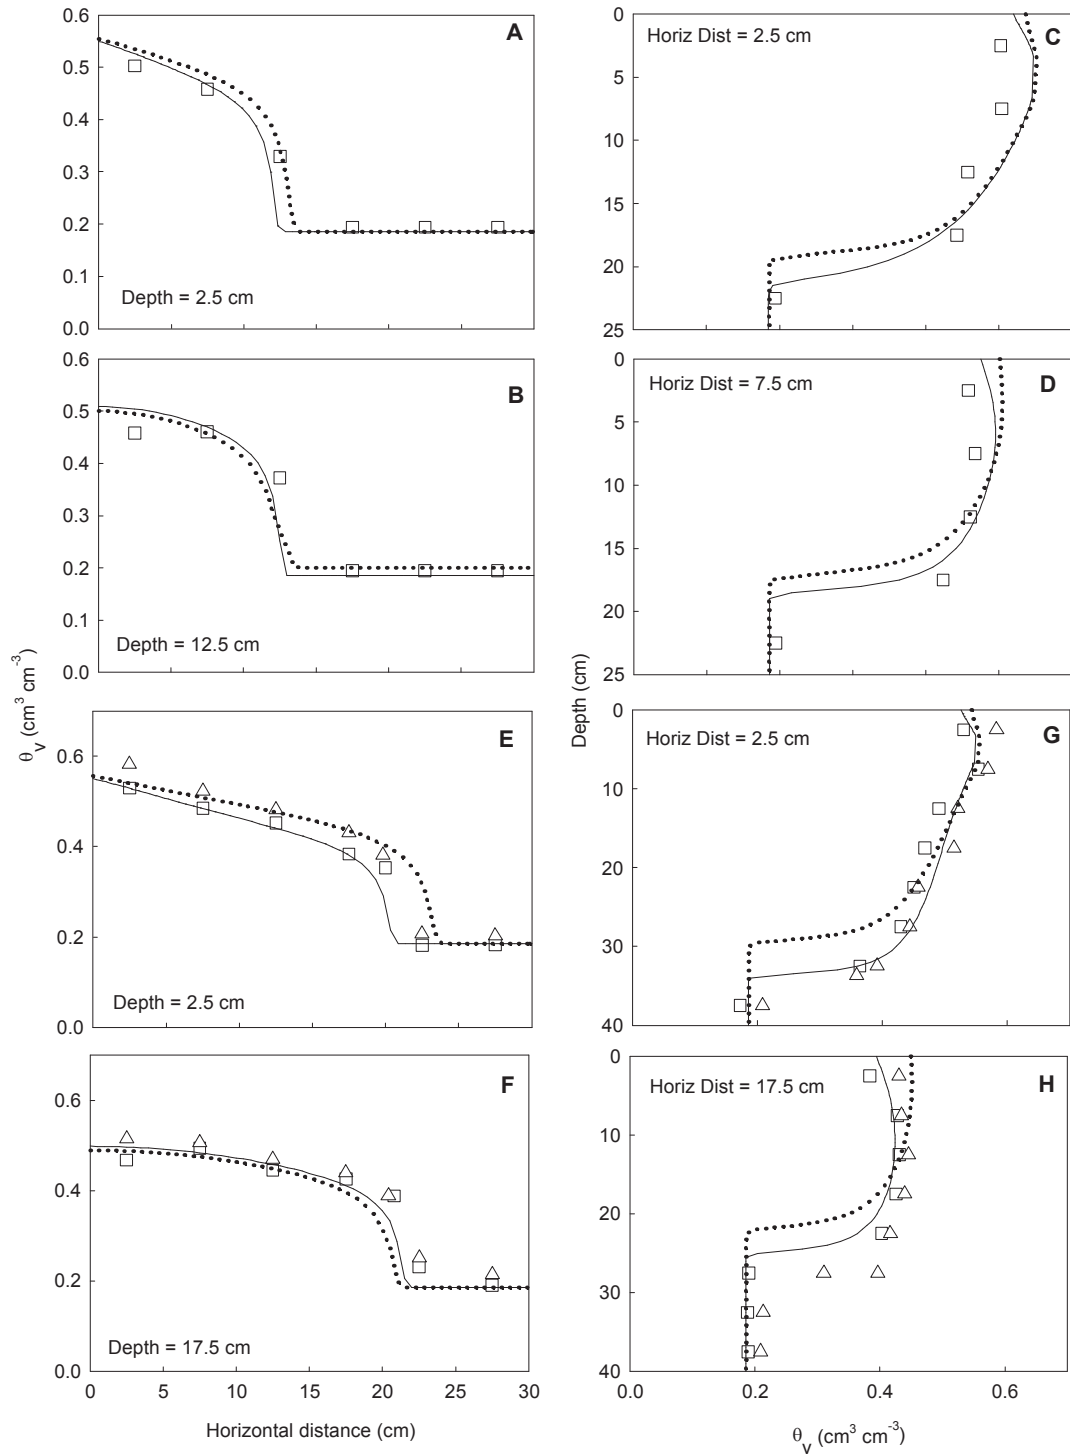 A
0.6
0.5
0.4
0.3
0.2
0.1
0.0
Depth = 2.5 cm
C
0
5
10
15
20
25
Horiz Dist = 2.5 cm
B
0.6
0.5
0.4
0.3
0.2
0.1
0.0
Depth = 12.5 cm
D
0
5
10
15
20
25
Horiz Dist = 7.5 cm
θv (cm³ cm⁻³)
Depth (cm)
E
0.6
0.4
0.2
0.0
Depth = 2.5 cm
G
0
10
20
30
40
Horiz Dist = 2.5 cm
F
0.6
0.4
0.2
0.0
Depth = 17.5 cm
0 5 10 15 20 25 30
Horizontal distance (cm)
H
0
10
20
30
40
Horiz Dist = 17.5 cm
0.0 0.2 0.4 0.6
θv (cm³ cm⁻³)